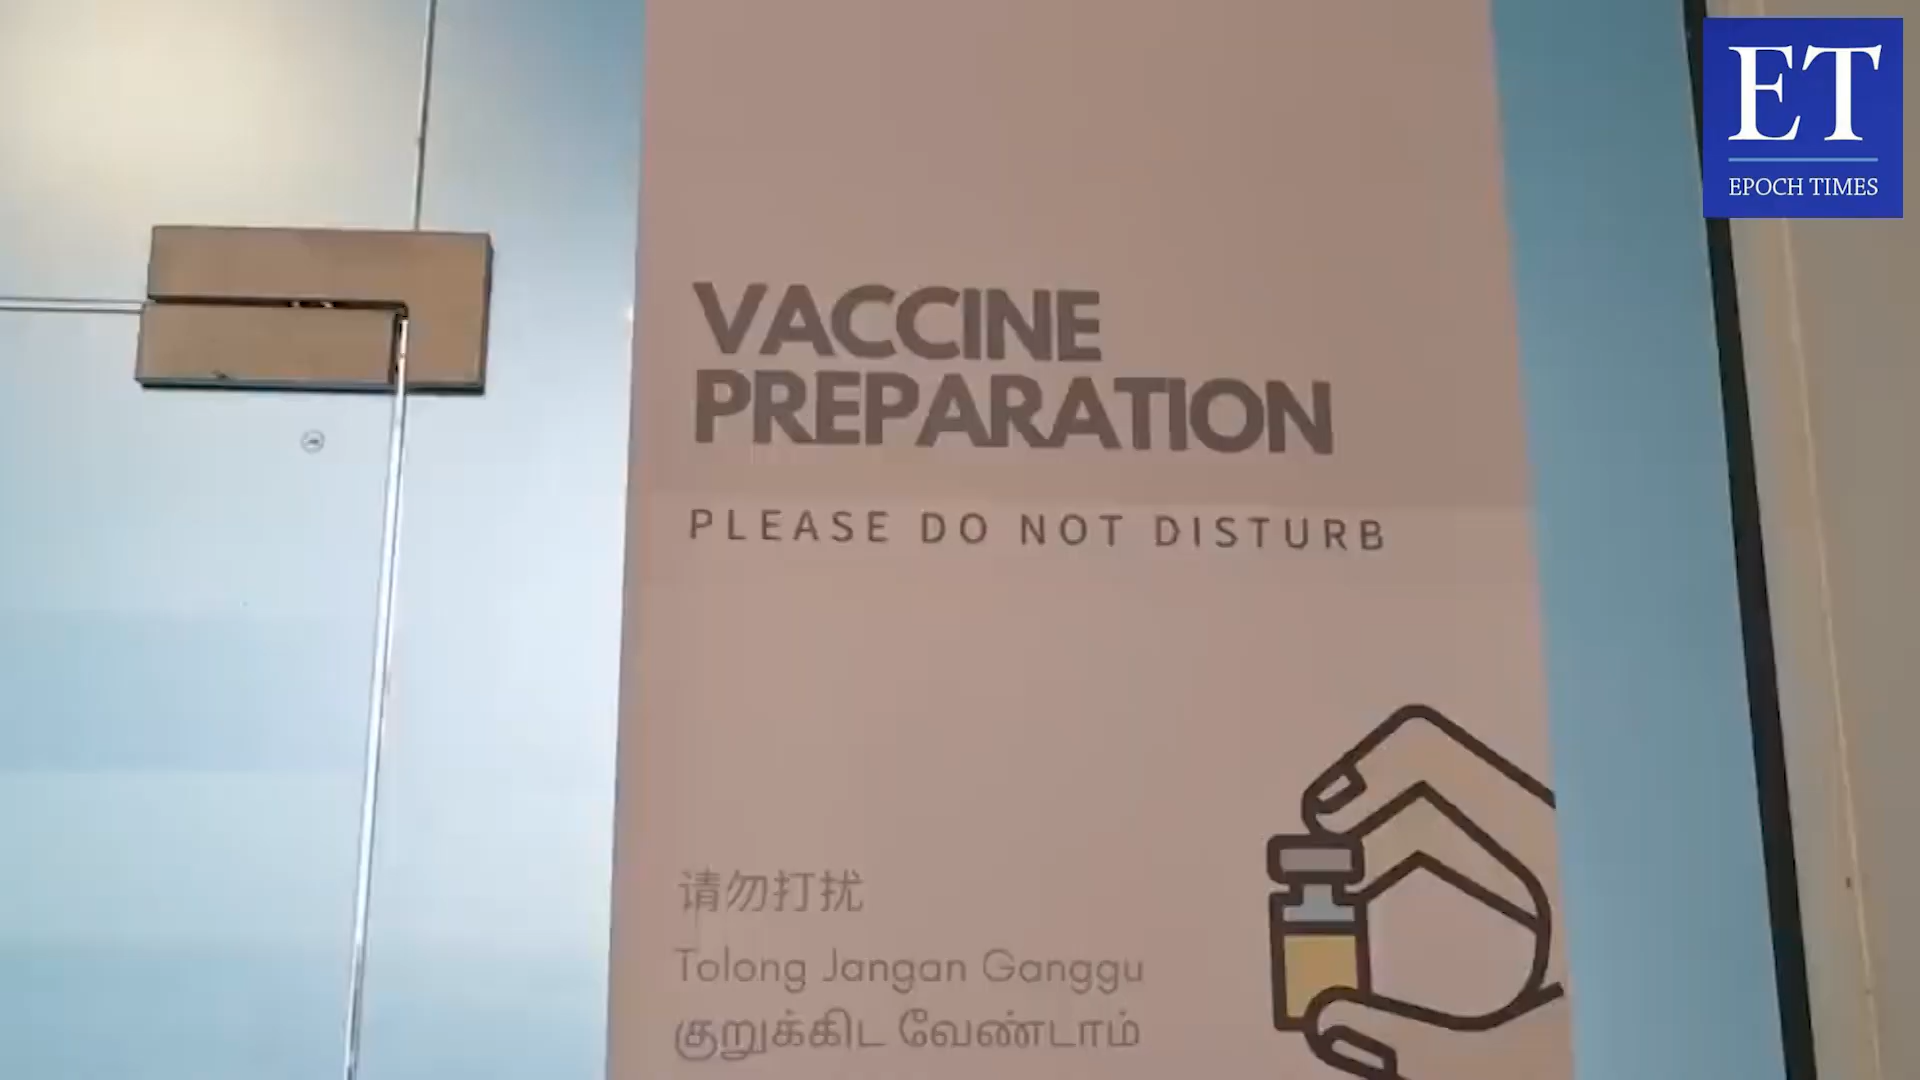 ET
EPOCH TIMES
VACCINE
PREPARATION
PLEASE DO NOT DISTURB
请勿打扰
Tolong Jangan Ganggu
குறுக்கிட வேண்டாம்